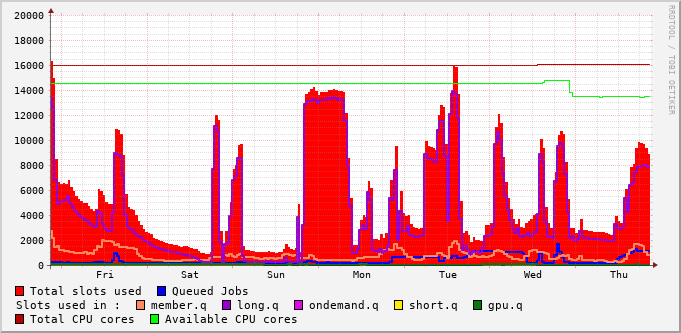 RRDTOOL / TOBI OETIKER
20000
18000
16000
14000
12000
10000
8000
6000
4000
2000
0
Fri Sat Sun Mon Tue Wed Thu
Total slots used Queued Jobs
Slots used in : member.q long.q ondemand.q short.q gpu.q
Total CPU cores Available CPU cores